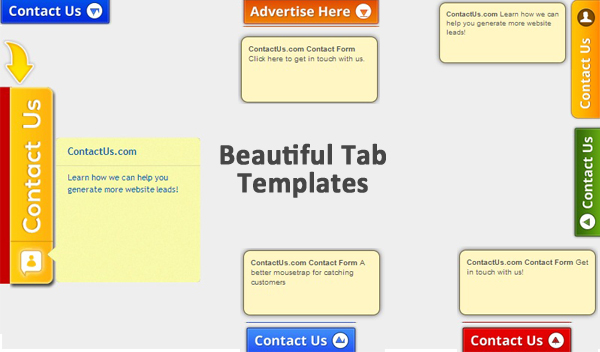 Contact Us
Advertise Here
ContactUs.com Contact Form
Click here to get in touch with us.
ContactUs.com Learn how we can
help you generate more website
leads!
Contact Us
Contact Us
ContactUs.com
Learn how we can help you
generate more website leads!
Beautiful Tab
Templates
Contact Us
ContactUs.com Contact Form A
better mousetrap for catching
customers
Contact Us
ContactUs.com Contact Form Get
in touch with us!
Contact Us